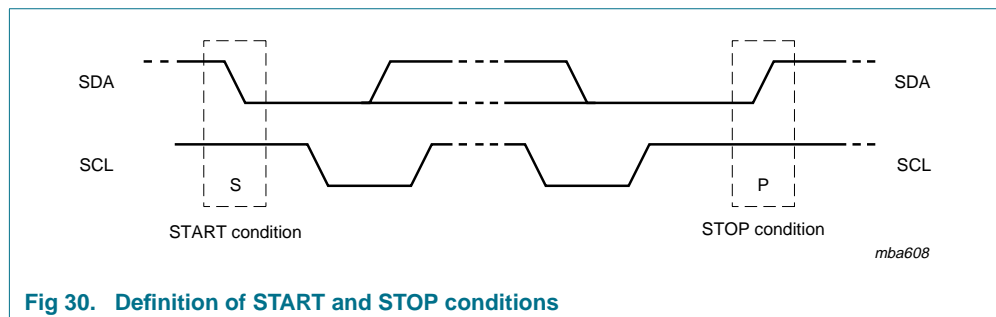 SDA
SDA
SCL
SCL
S
P
START condition
STOP condition
mba608
Fig 30. Definition of START and STOP conditions